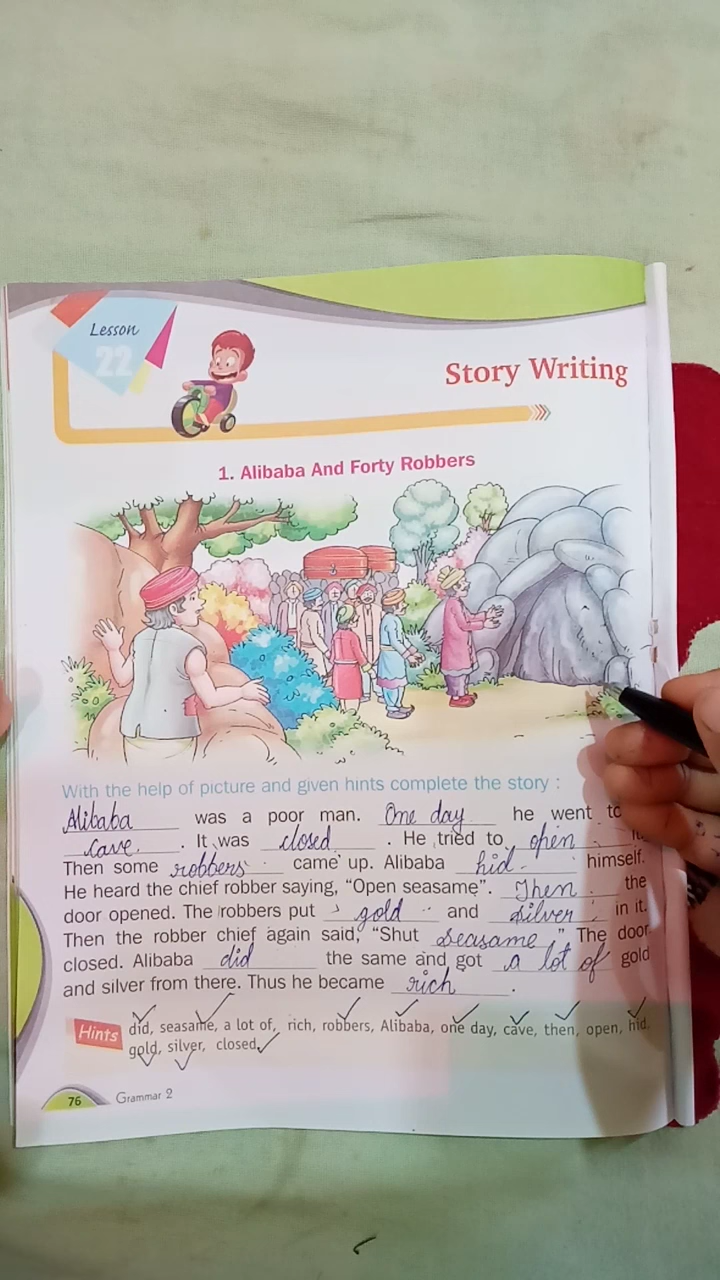 Lesson
22
Story Writing
1. Alibaba And Forty Robbers
With the help of picture and given hints complete the story :
Alibaba was a poor man. One day he went to
cave. It was closed. He tried to open it.
Then some robbers came up. Alibaba hid himself.
He heard the chief robber saying, "Open seasame". Then the
door opened. The robbers put gold and silver in it.
Then the robber chief again said, "Shut seasame." The door
closed. Alibaba did the same and got a lot of gold
and silver from there. Thus he became rich.
Hints did, seasame, a lot of, rich, robbers, Alibaba, one day, cave, then, open, hid,
gold, silver, closed,
76 Grammar 2